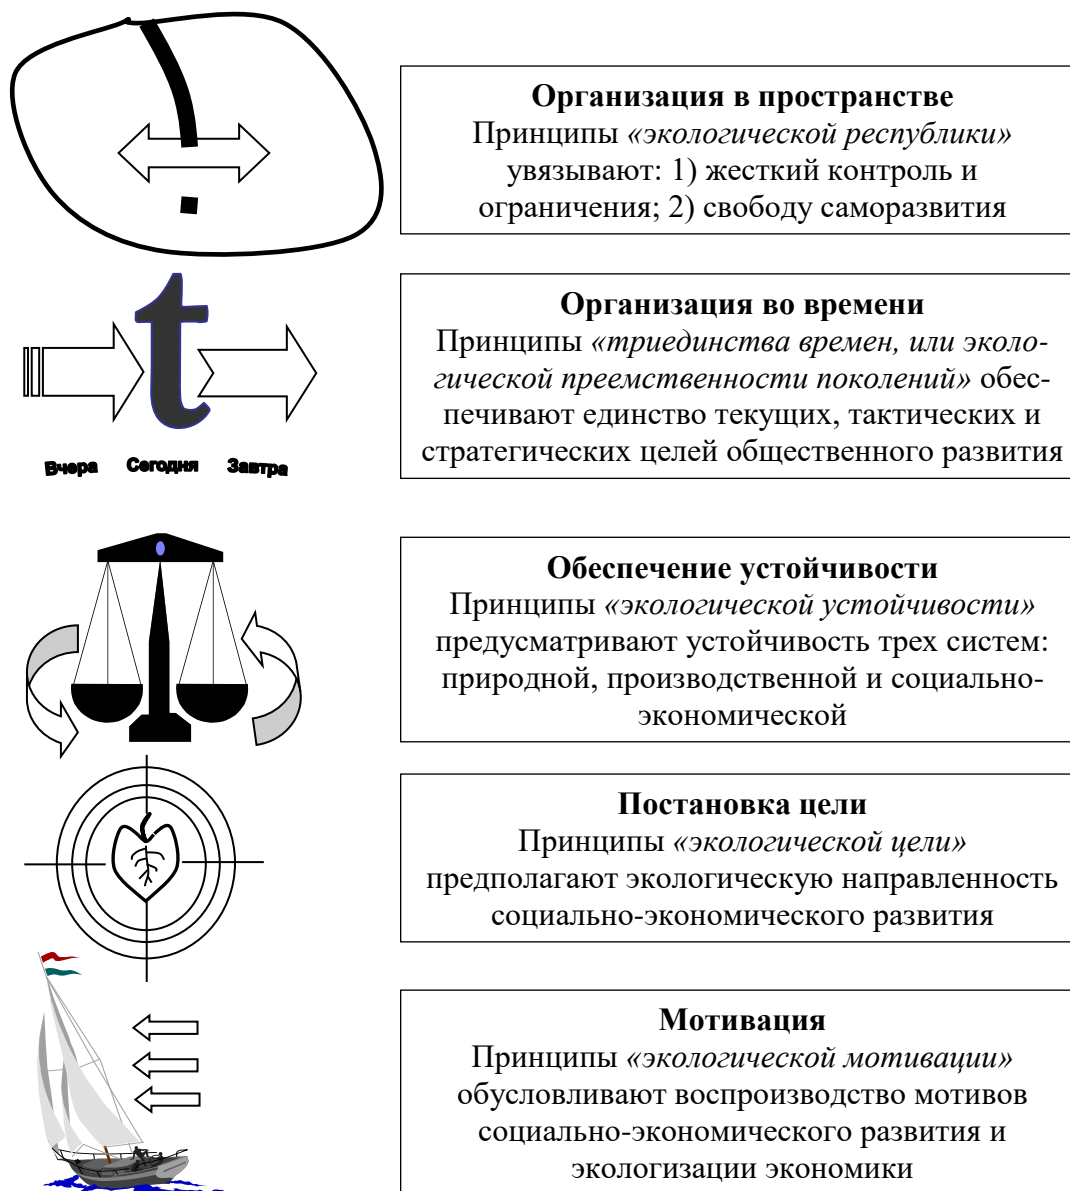 Организация в пространстве
Принципы «экологической республики»
увязывают: 1) жесткий контроль и
ограничения; 2) свободу саморазвития
t
Вчера Сегодня Завтра
Организация во времени
Принципы «триединства времен, или эколо-
гической преемственности поколений» обес-
печивают единство текущих, тактических и
стратегических целей общественного развития
Обеспечение устойчивости
Принципы «экологической устойчивости»
предусматривают устойчивость трех систем:
природной, производственной и социально-
экономической
Постановка цели
Принципы «экологической цели»
предполагают экологическую направленность
социально-экономического развития
Мотивация
Принципы «экологической мотивации»
обусловливают воспроизводство мотивов
социально-экономического развития и
экологизации экономики